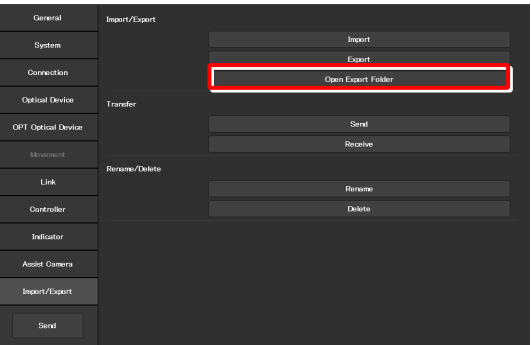 General
System
Connection
Optical Device
OPT Optical Device
Movement
Link
Controller
Indicator
Assist Camera
Import/Export
Send
Import/Export
Import
Export
Open Export Folder
Transfer
Send
Receive
Rename/Delete
Rename
Delete